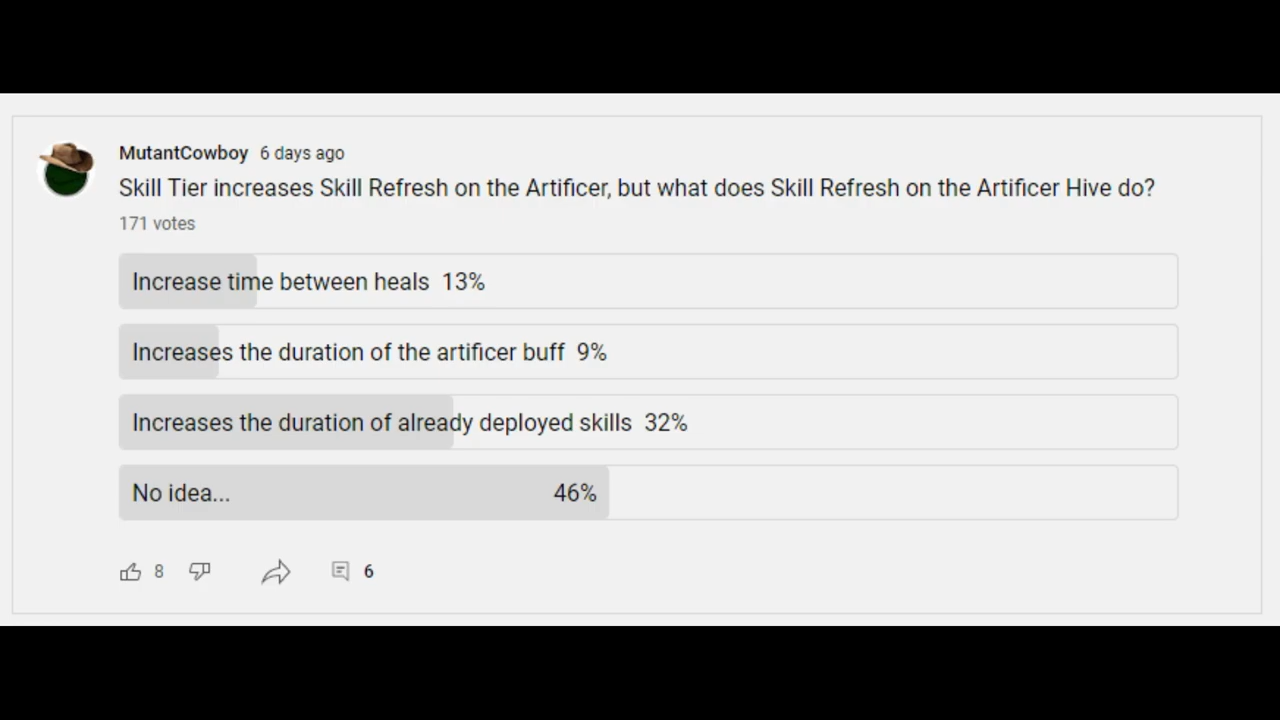 MutantCowboy 6 days ago
Skill Tier increases Skill Refresh on the Artificer, but what does Skill Refresh on the Artificer Hive do?
171 votes
Increase time between heals 13%
Increases the duration of the artificer buff 9%
Increases the duration of already deployed skills 32%
No idea... 46%
8 6